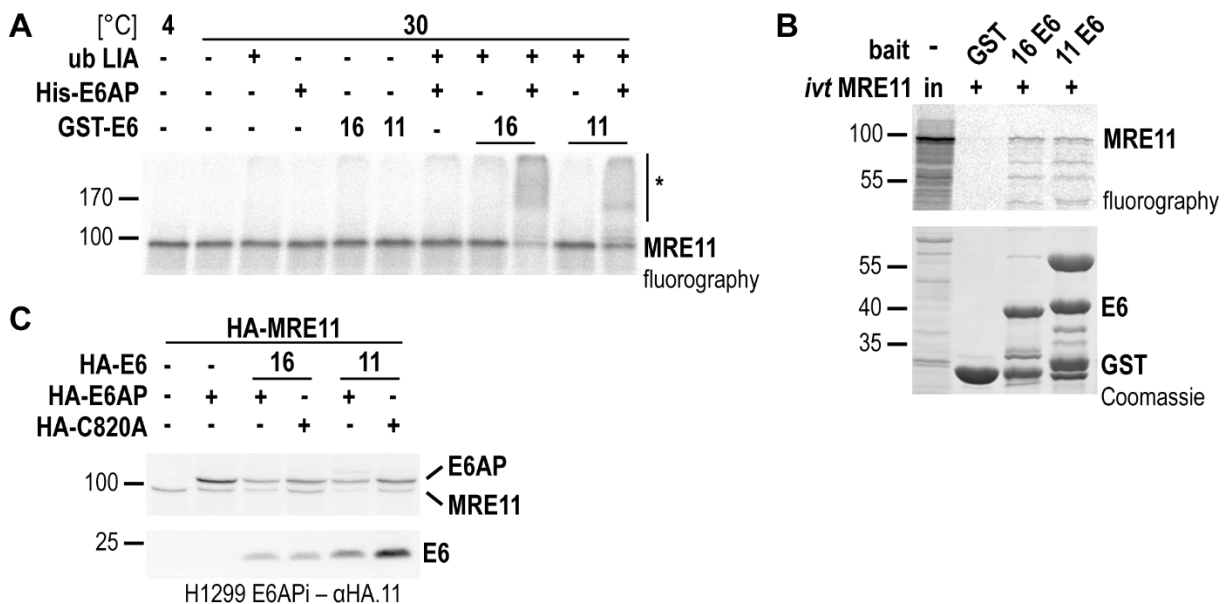 A
[°C] 4 30
ub LIA - - + - - - + + + + +
His-E6AP - - - + - - + - + - +
GST-E6 - - - - 16 11 - 16 11
170
100
*
MRE11
fluorography
B
bait - GST 16 E6 11 E6
ivt MRE11 in + + +
100
55
MRE11
fluorography
55
40
35
E6
GST
Coomassie
C
HA-MRE11
HA-E6 - - 16 11
HA-E6AP - + + - + -
HA-C820A - - - + - +
100
E6AP
MRE11
25
E6
H1299 E6APi – αHA.11